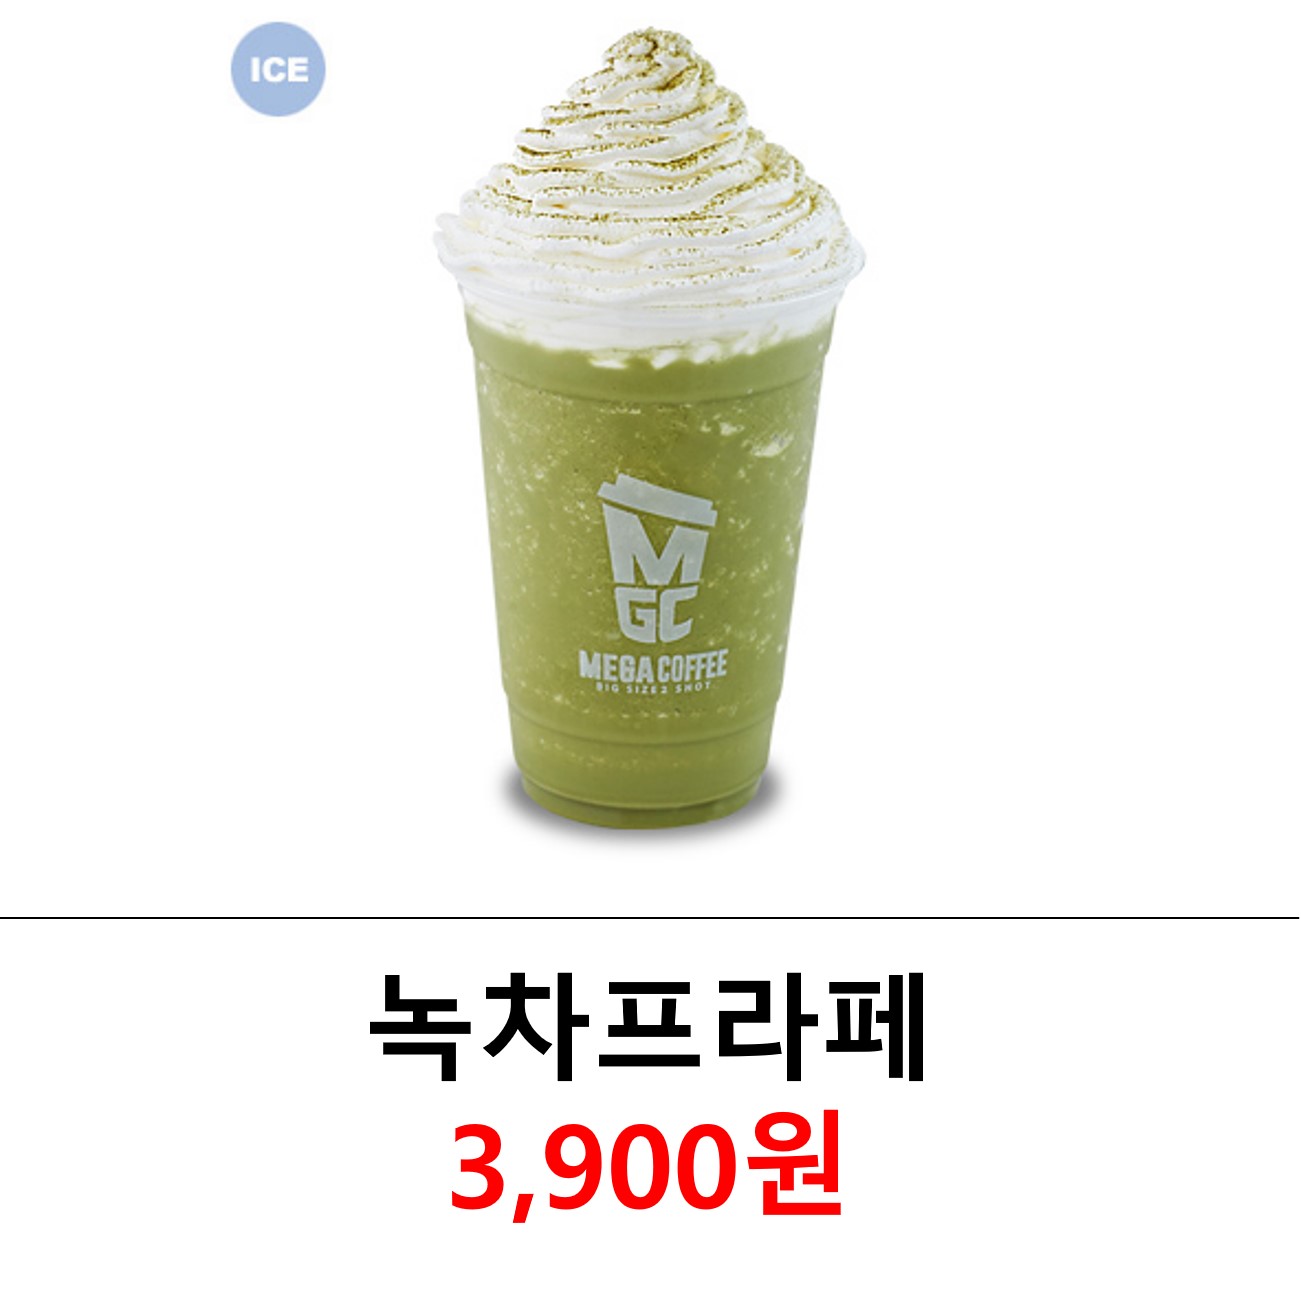 ICE
M
GC
MEGA COFFEE
BIG SIZE 2 SHOT
녹차프라페
3,900원